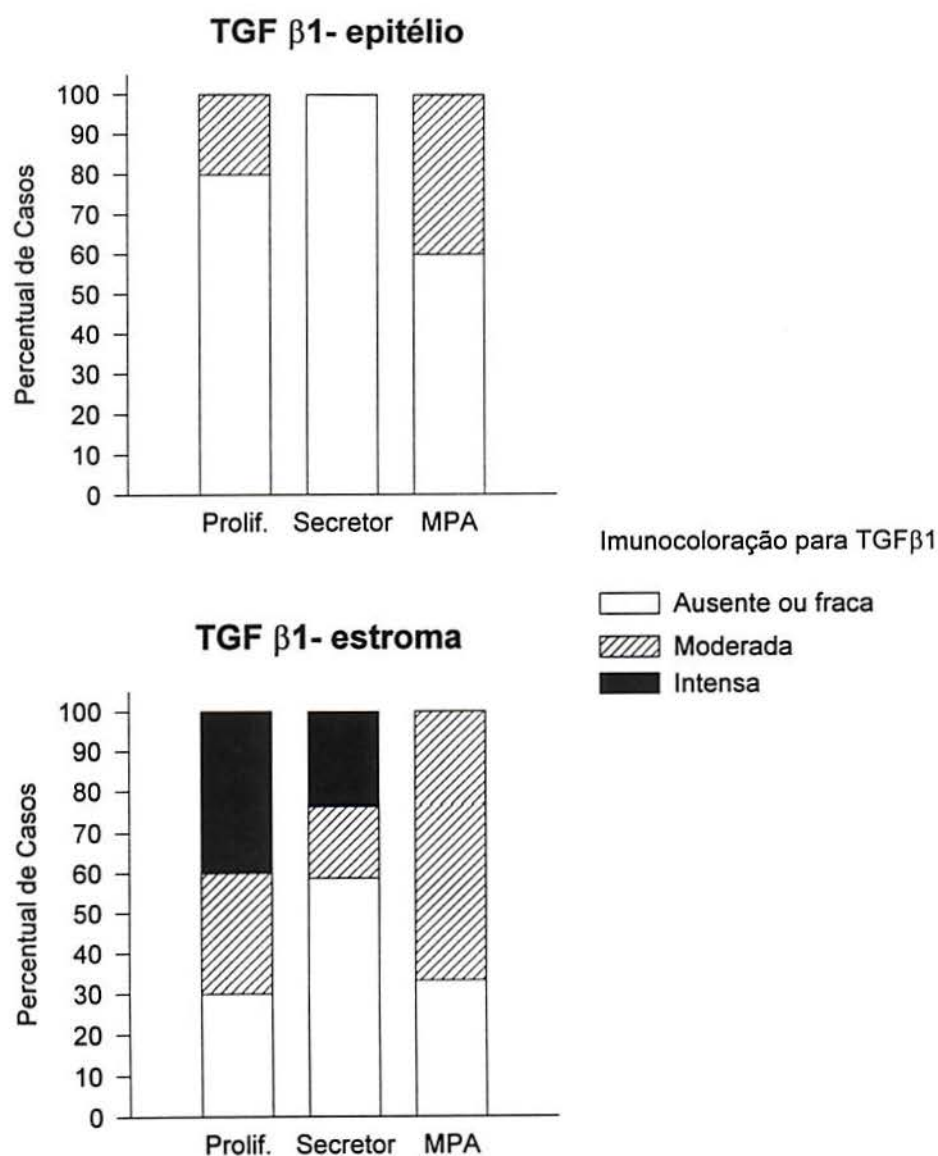 TGF β1- epitélio
100
90
80
70
60
50
40
30
20
10
0
Percentual de Casos
Prolif. Secretor MPA
Imunocoloração para TGFβ1
Ausente ou fraca
Moderada
Intensa
TGF β1- estroma
100
90
80
70
60
50
40
30
20
10
0
Percentual de Casos
Prolif. Secretor MPA